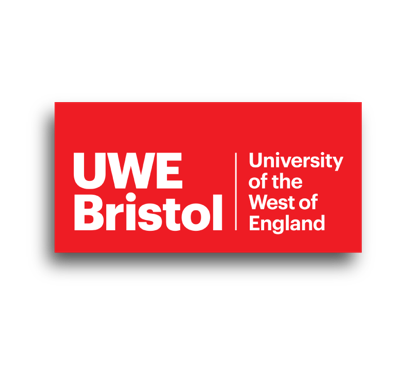 UWE
Bristol
University
of the
West of
England